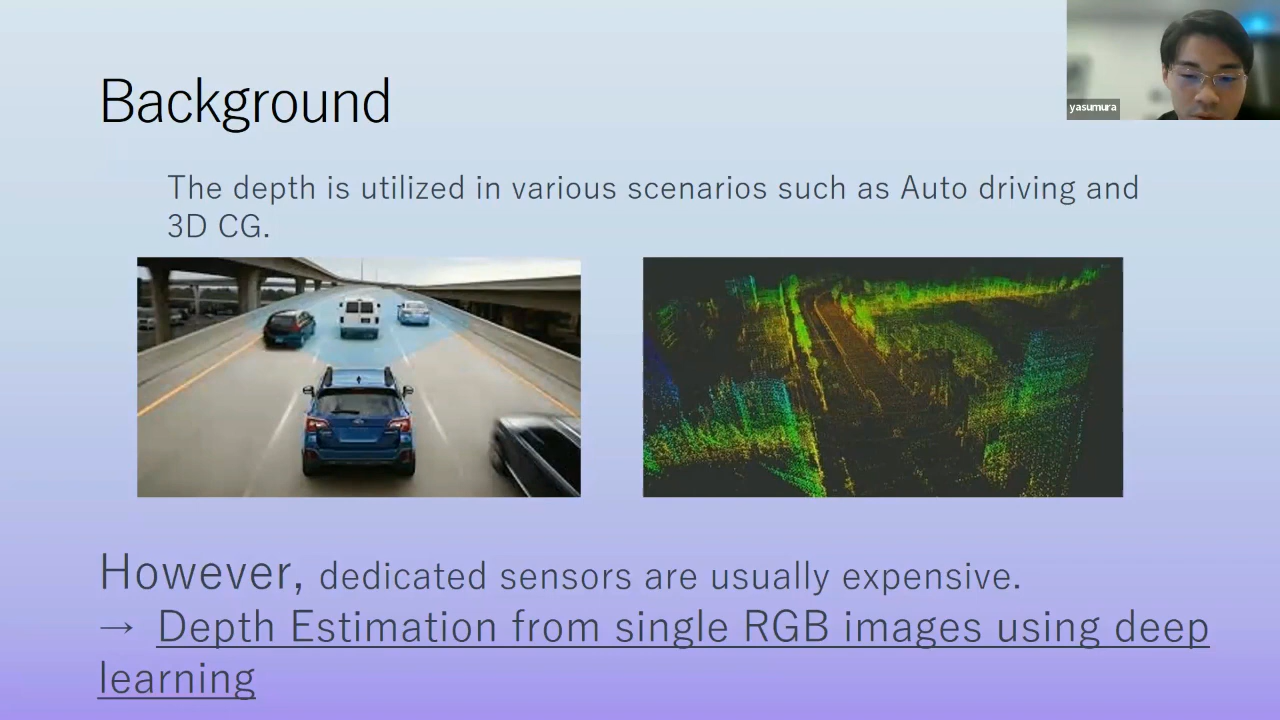 Background
yasumura
The depth is utilized in various scenarios such as Auto driving and
3D CG.
However, dedicated sensors are usually expensive.
→ Depth Estimation from single RGB images using deep
learning